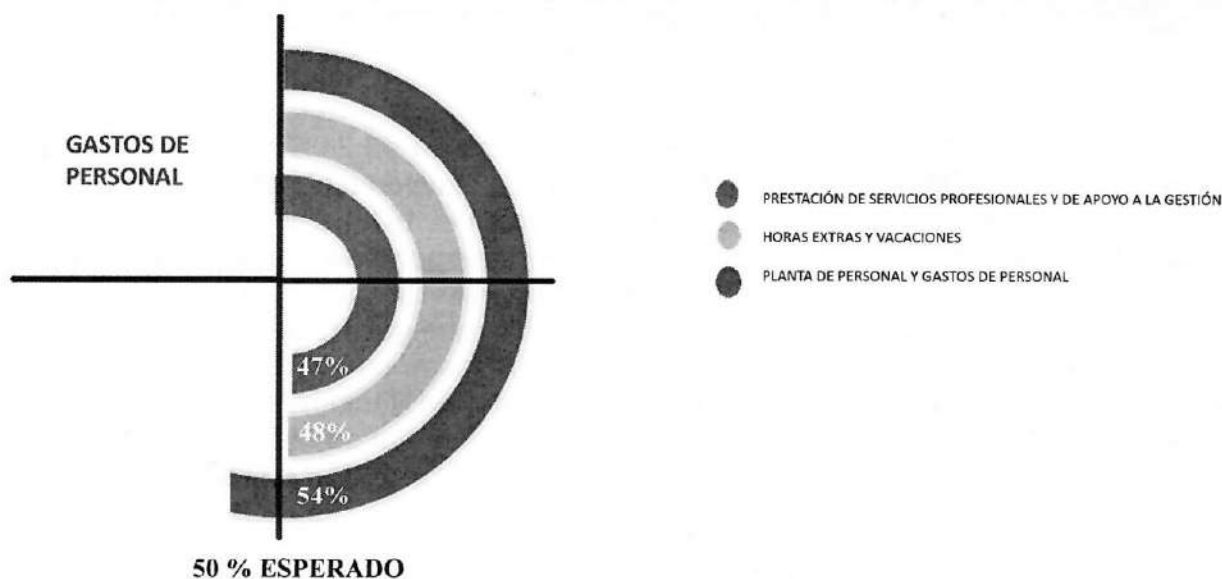 GASTOS DE
PERSONAL
47%
48%
54%
50 % ESPERADO
PRESTACIÓN DE SERVICIOS PROFESIONALES Y DE APOYO A LA GESTIÓN
HORAS EXTRAS Y VACACIONES
PLANTA DE PERSONAL Y GASTOS DE PERSONAL